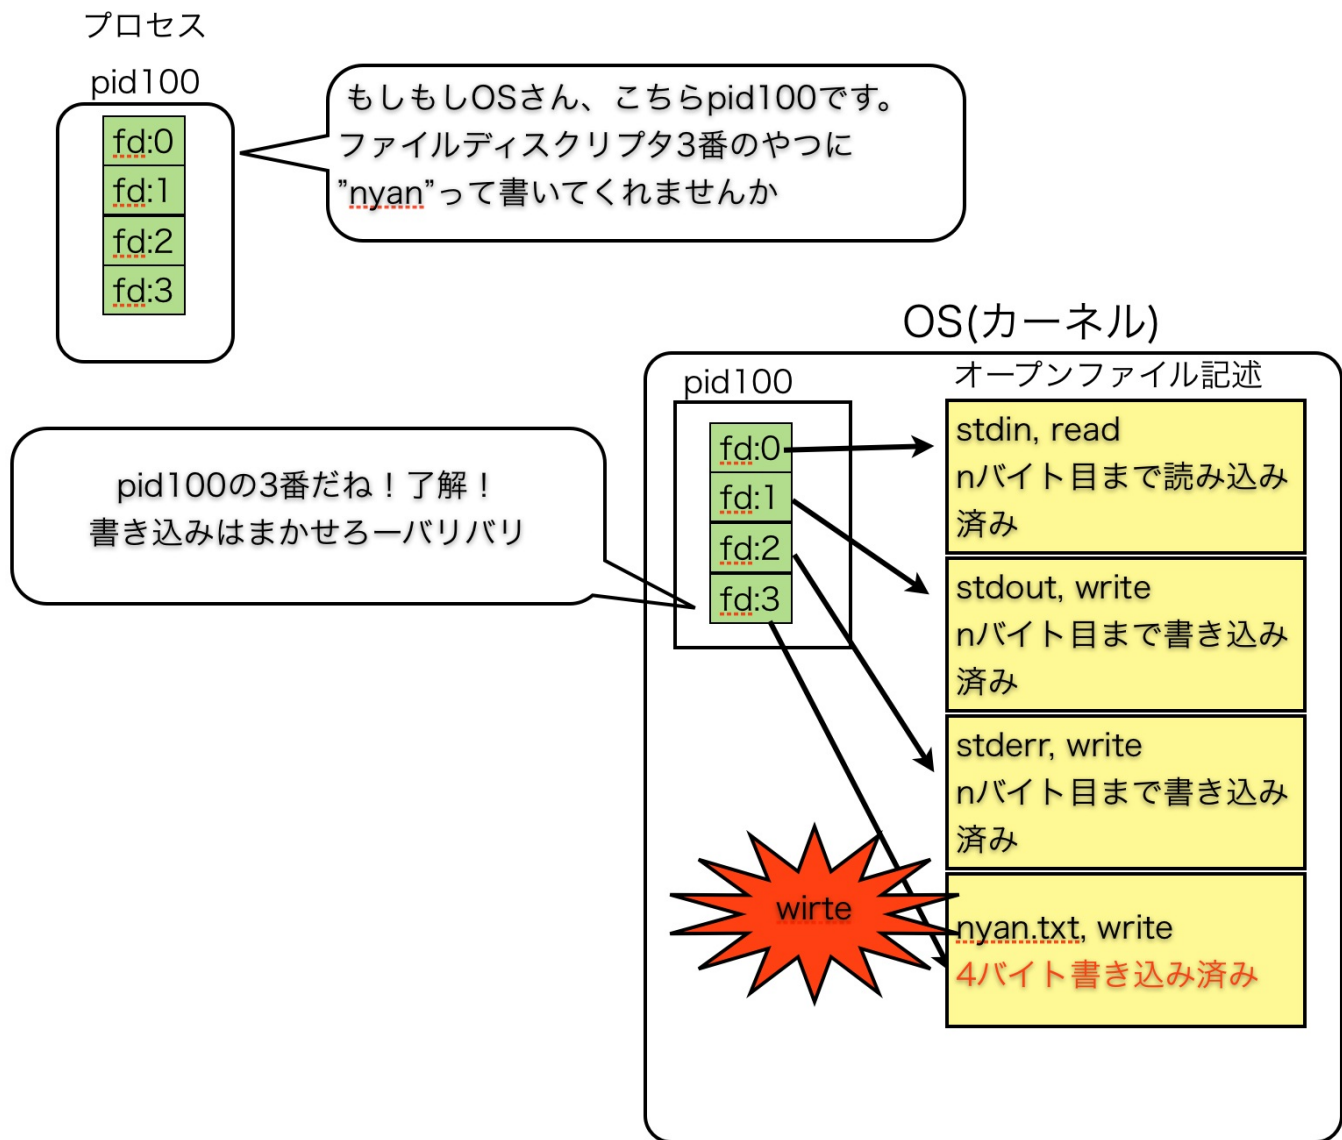 プロセス
pid100
fd:0
fd:1
fd:2
fd:3
もしもしOSさん、こちらpid100です。
ファイルディスクリプタ3番のやつに
”nyan”って書いてくれませんか
OS(カーネル)
pid100
fd:0
fd:1
fd:2
fd:3
オープンファイル記述
stdin, read
nバイト目まで読み込み
済み
stdout, write
nバイト目まで書き込み
済み
stderr, write
nバイト目まで書き込み
済み
nyan.txt, write
4バイト書き込み済み
pid100の3番だね！了解！
書き込みはまかせろーバリバリ
wirte